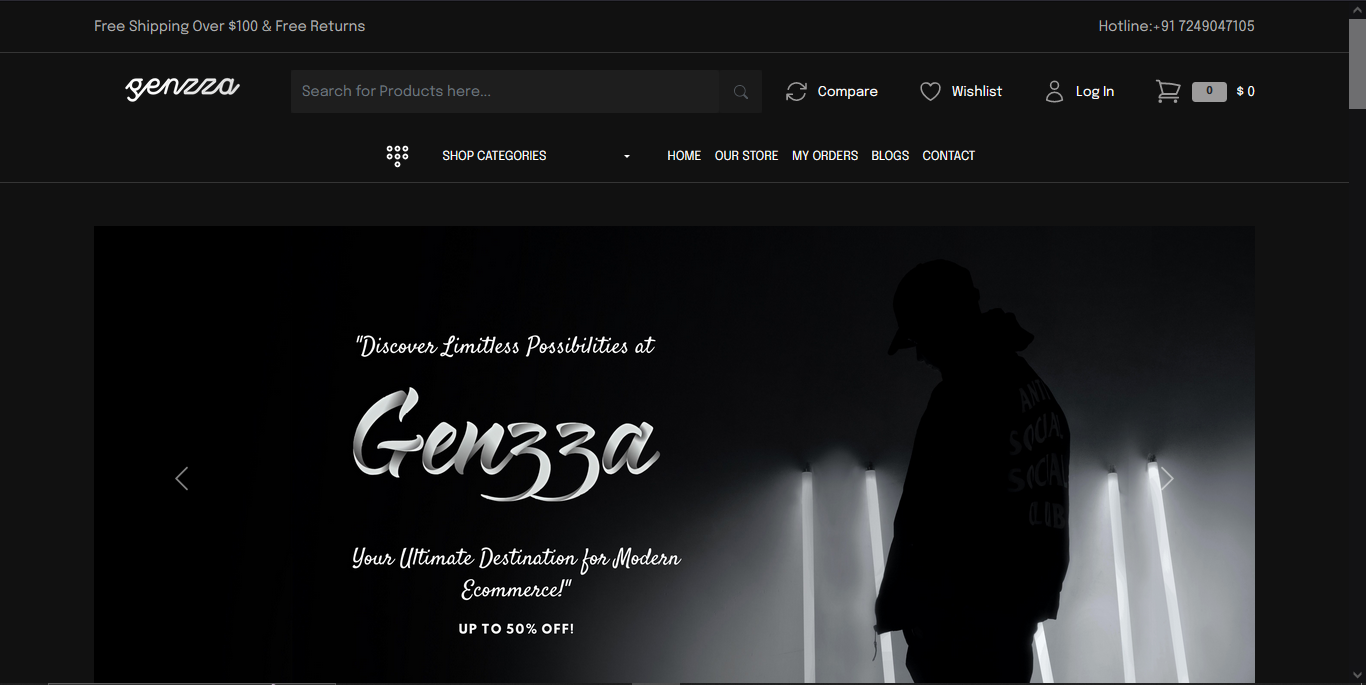 Free Shipping Over $100 & Free Returns
Hotline:+91 7249047105
genzza
Search for Products here...
Compare
Wishlist
Log In
0
$ 0
SHOP CATEGORIES
HOME OUR STORE MY ORDERS BLOGS CONTACT
"Discover Limitless Possibilities at
Genzza
Your Ultimate Destination for Modern
Ecommerce!"
UP TO 50% OFF!
ANTI
SOCIAL
SOCIAL
CLUB